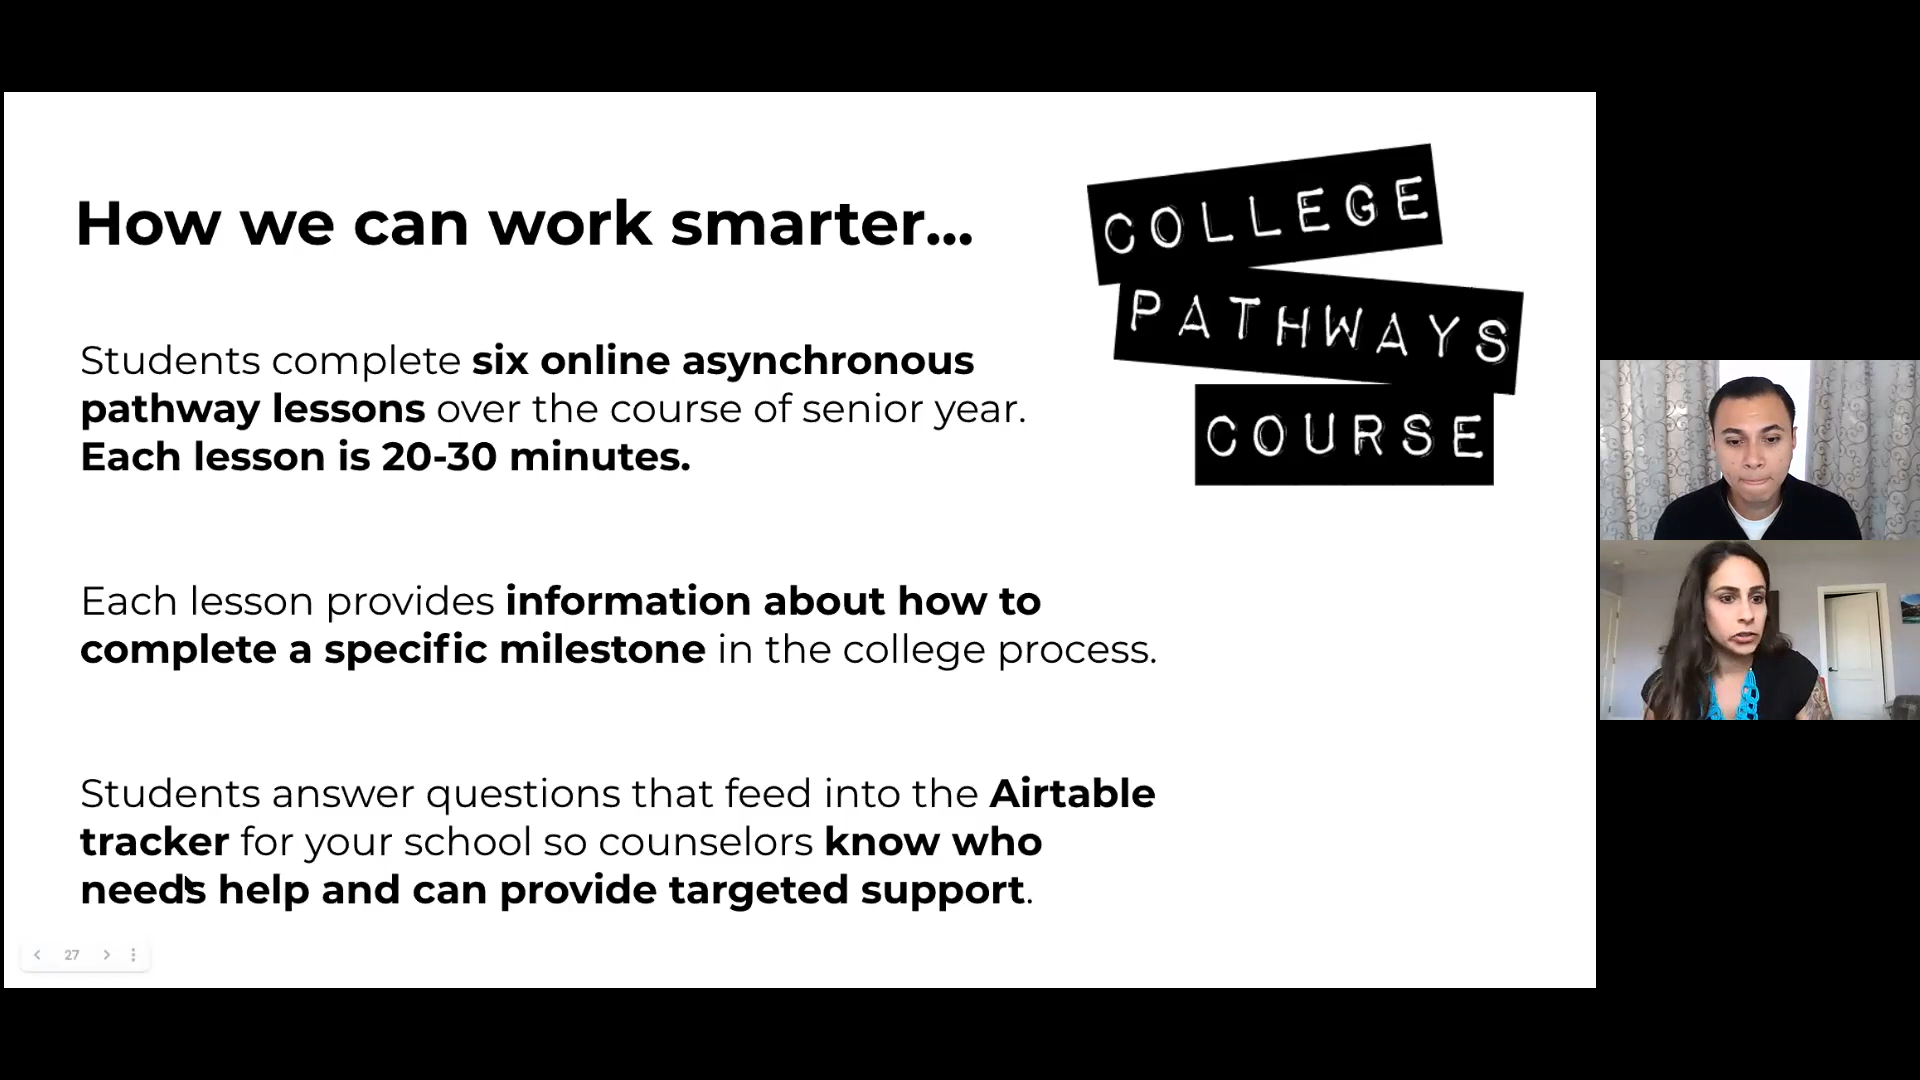 How we can work smarter...
COLLEGE
PATHWAYS
COURSE
Students complete six online asynchronous
pathway lessons over the course of senior year.
Each lesson is 20-30 minutes.
Each lesson provides information about how to
complete a specific milestone in the college process.
Students answer questions that feed into the Airtable
tracker for your school so counselors know who
needs help and can provide targeted support.
27